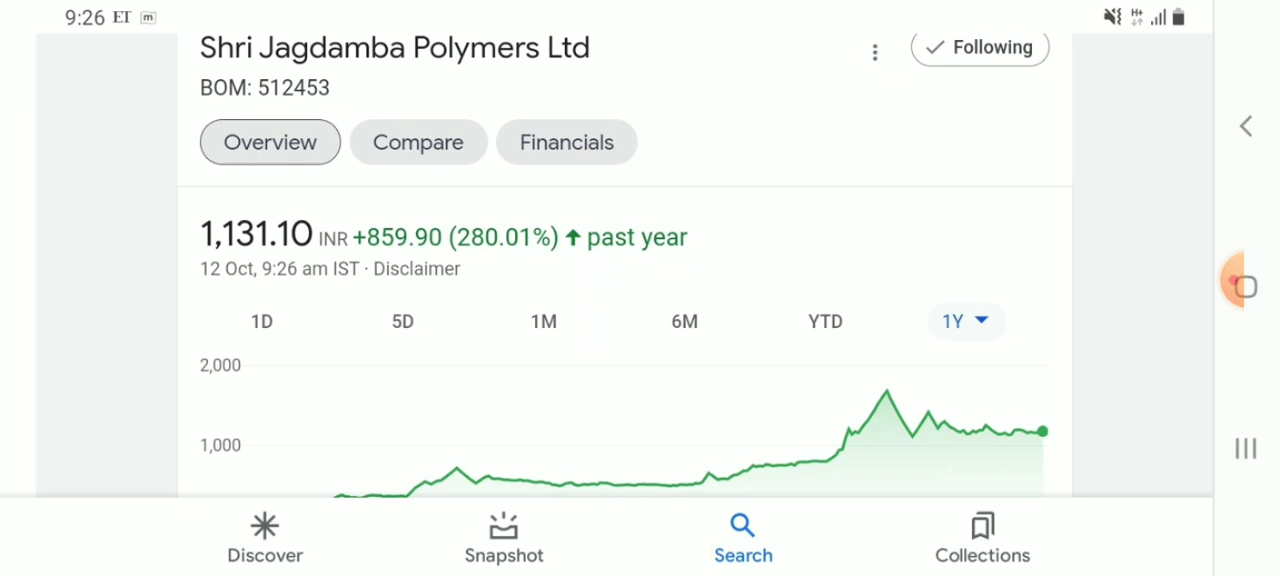 9:26 ET m
H+
Shri Jagdamba Polymers Ltd
Following
BOM: 512453
Overview Compare Financials
1,131.10 INR +859.90 (280.01%) ↑ past year
12 Oct, 9:26 am IST · Disclaimer
1D 5D 1M 6M YTD 1Y
2,000
1,000
Discover Snapshot Search Collections